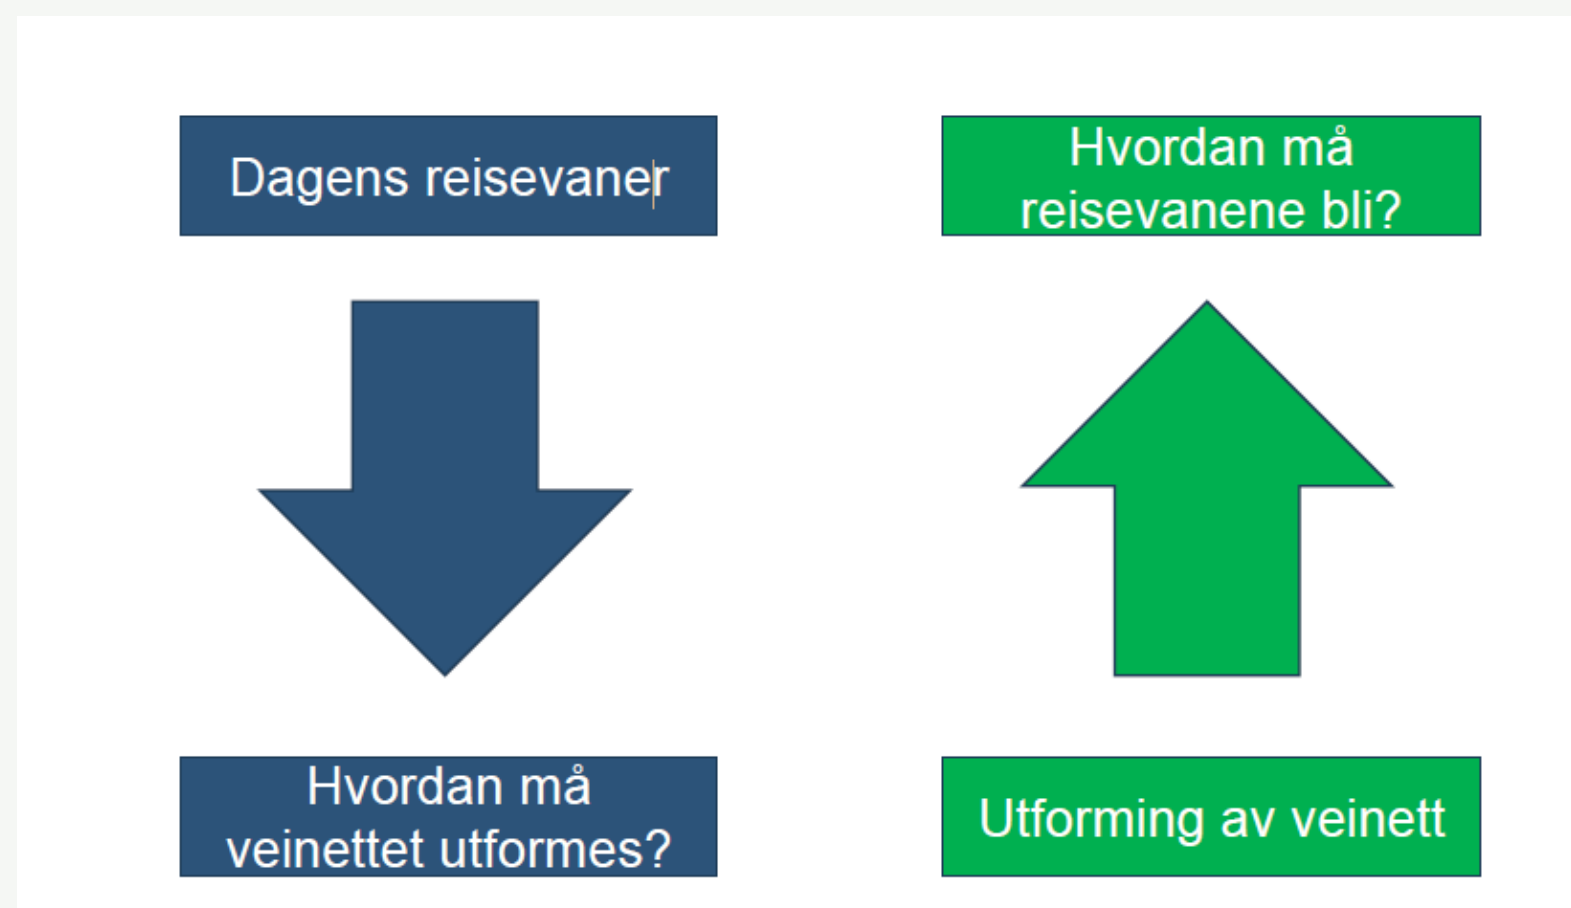 Dagens reisevaner
Hvordan må
veinettet utformes?
Hvordan må
reisevanene bli?
Utforming av veinett